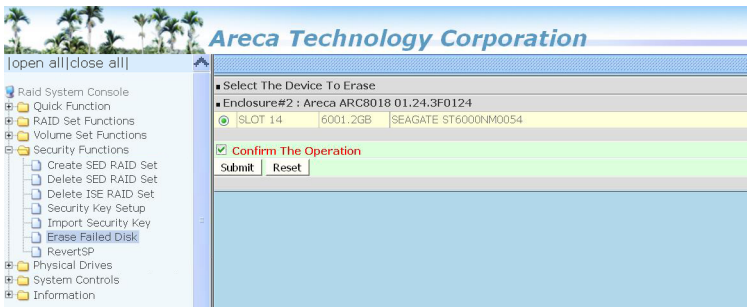 Areca Technology Corporation
|open all|close all|
Raid System Console
Quick Function
RAID Set Functions
Volume Set Functions
Security Functions
Create SED RAID Set
Delete SED RAID Set
Delete ISE RAID Set
Security Key Setup
Import Security Key
Erase Failed Disk
RevertSP
Physical Drives
System Controls
Information
Select The Device To Erase
Enclosure#2 : Areca ARC8018 01.24.3F0124
SLOT 14 6001.2GB SEAGATE ST6000NM0054
Confirm The Operation
Submit Reset